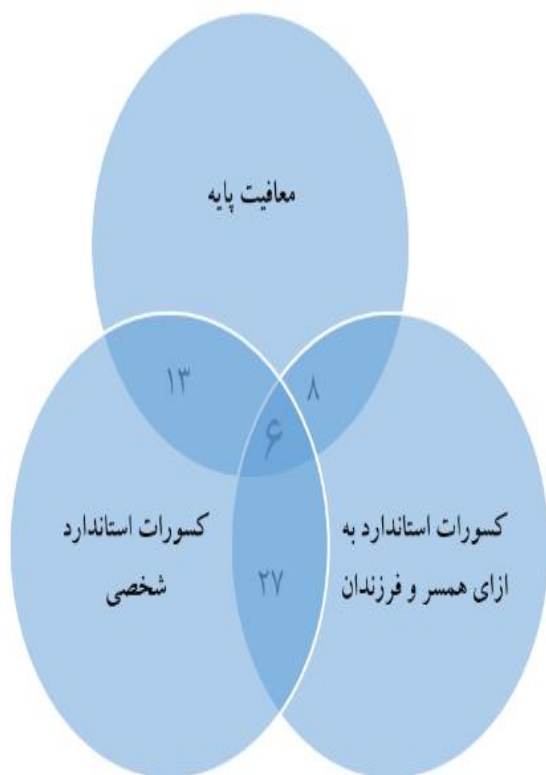 معافیت پایه
۱۳
۸
۶
کسورات استاندارد
شخصی
کسورات استاندارد به
ازای همسر و فرزندان
۲۷